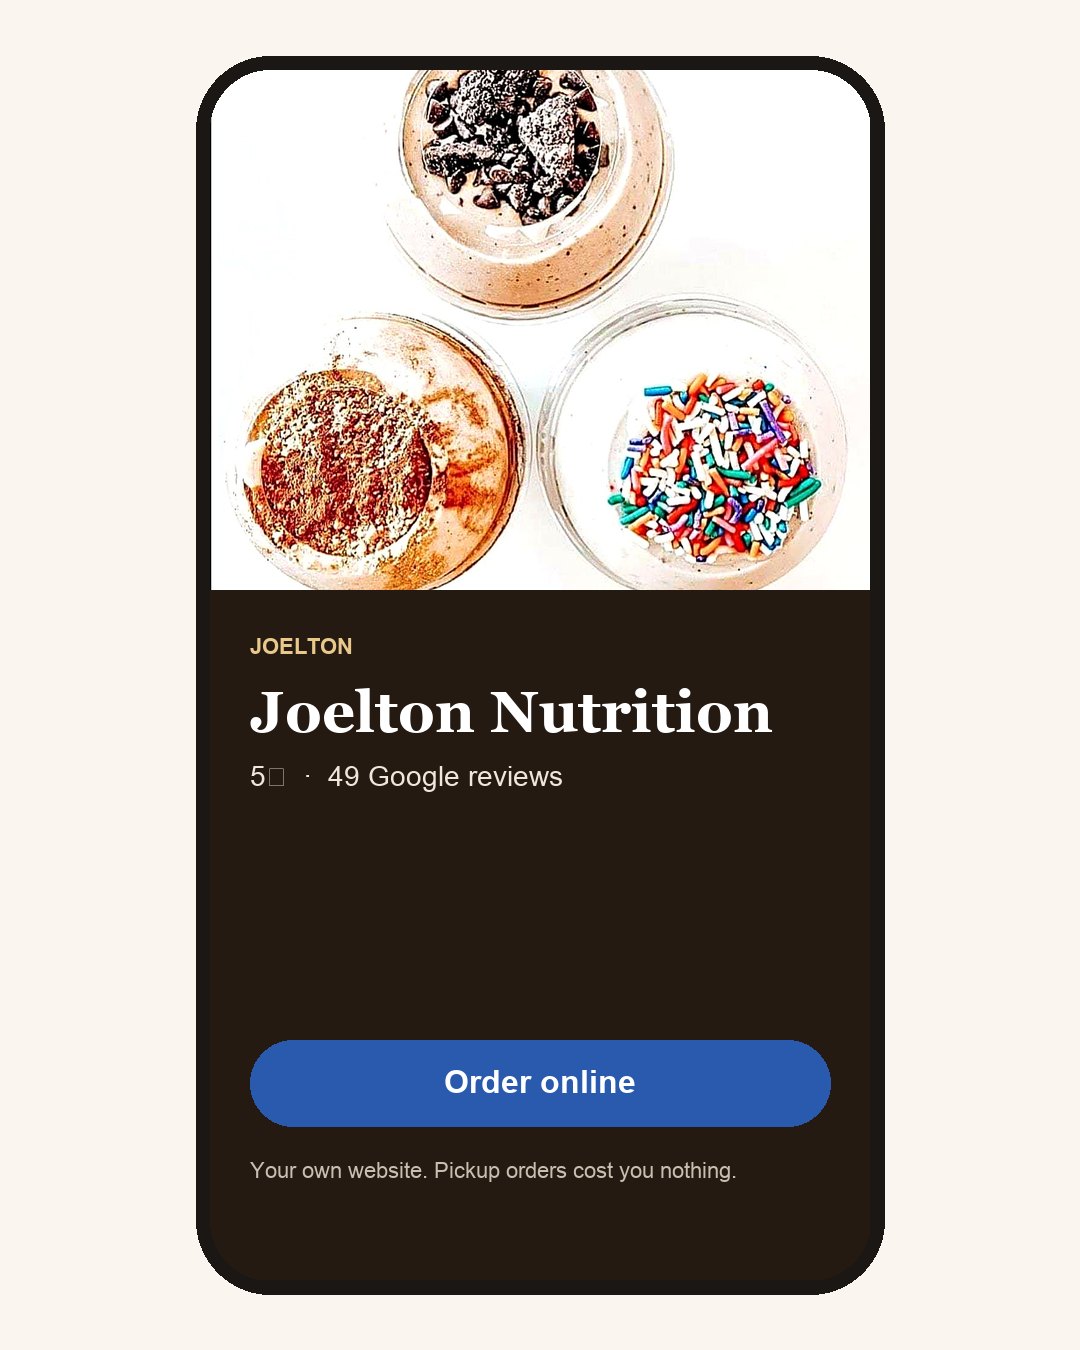 JOELTON
Joelton Nutrition
5□ · 49 Google reviews
Order online
Your own website. Pickup orders cost you nothing.